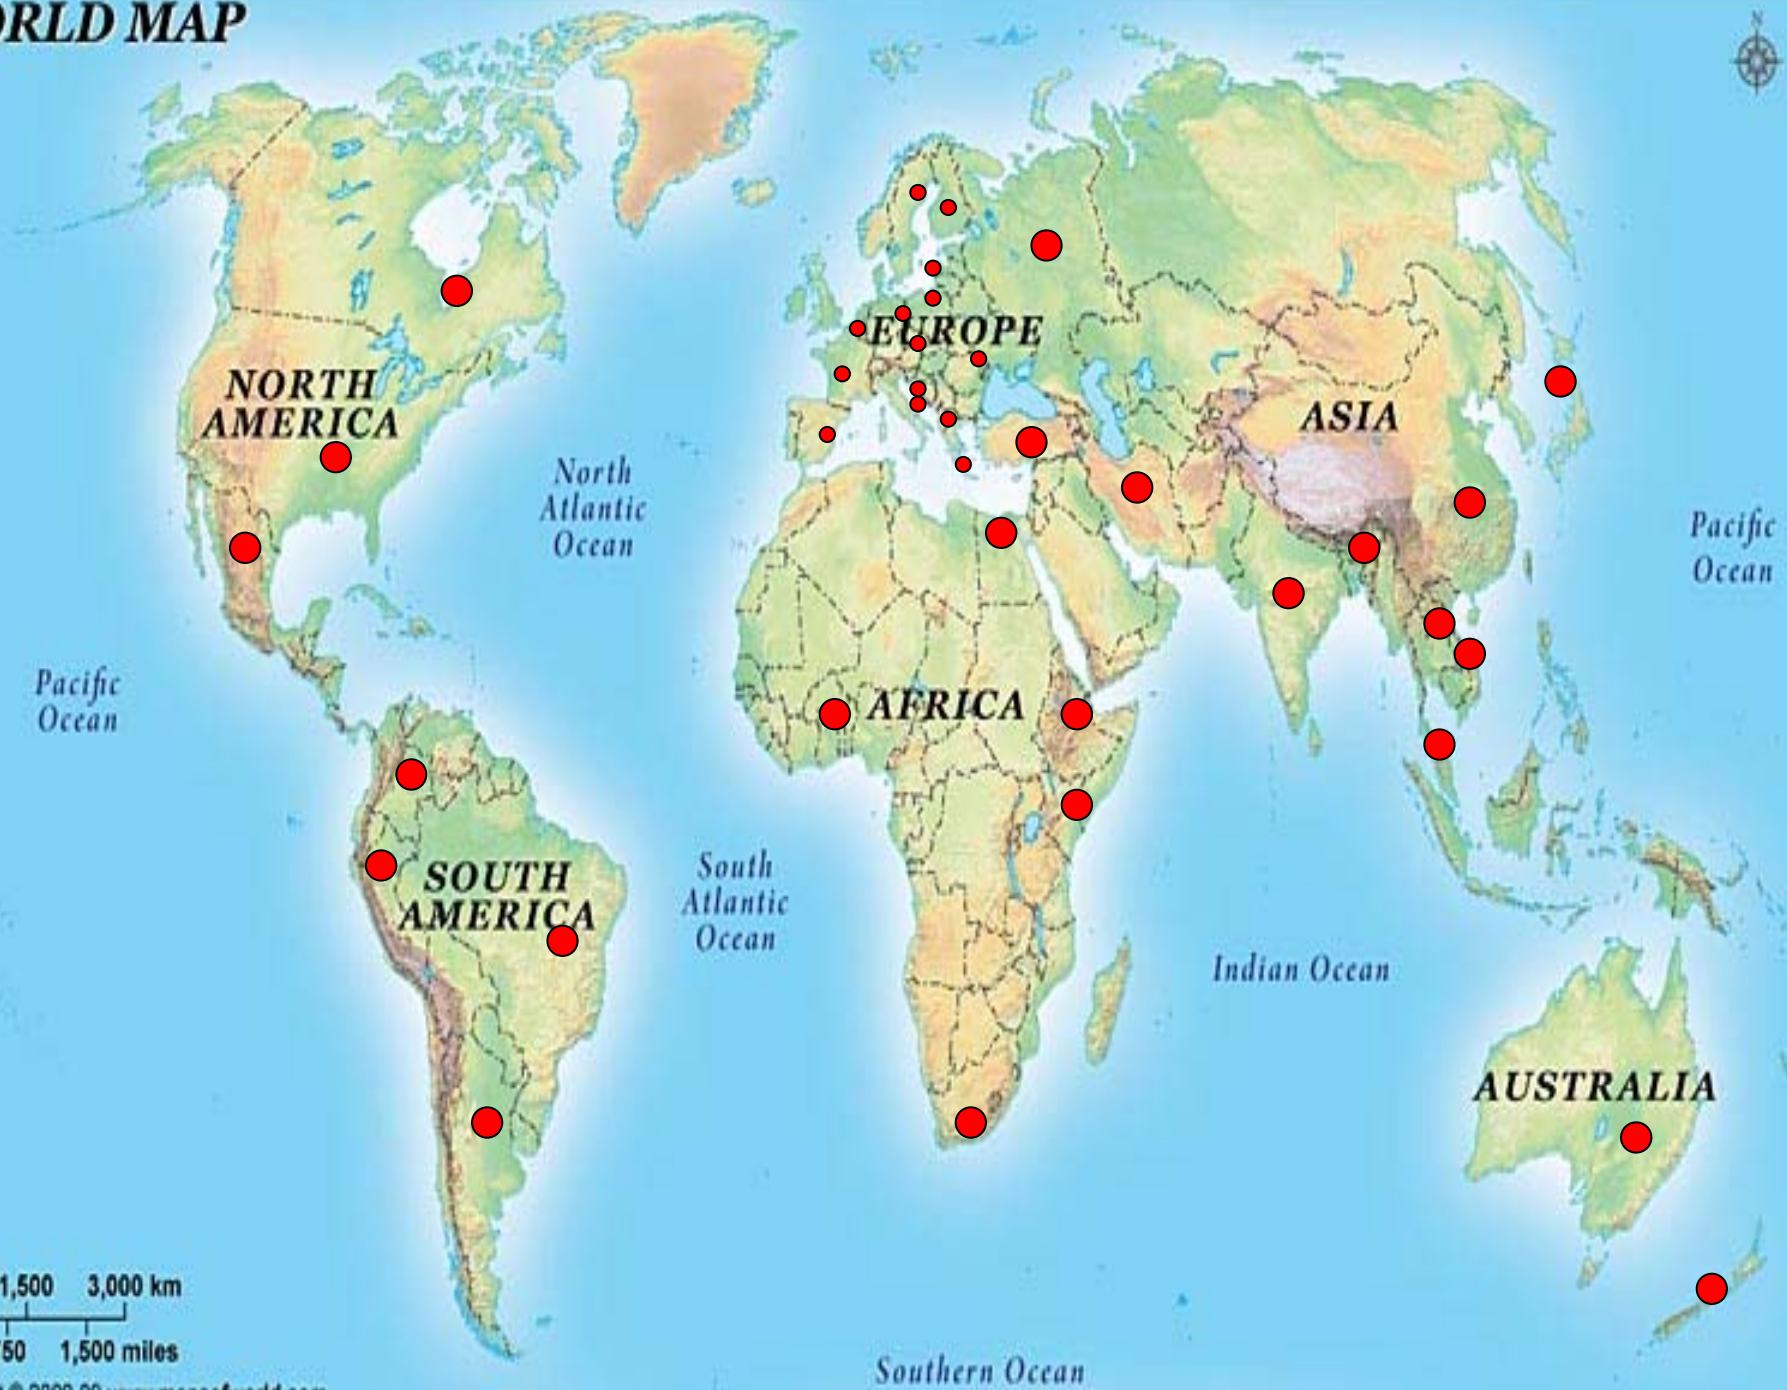 RLD MAP
N
NORTH
AMERICA
North
Atlantic
Ocean
EUROPE
ASIA
Pacific
Ocean
Pacific
Ocean
AFRICA
SOUTH
AMERICA
South
Atlantic
Ocean
Indian Ocean
AUSTRALIA
1,500 3,000 km
50 1,500 miles
Southern Ocean